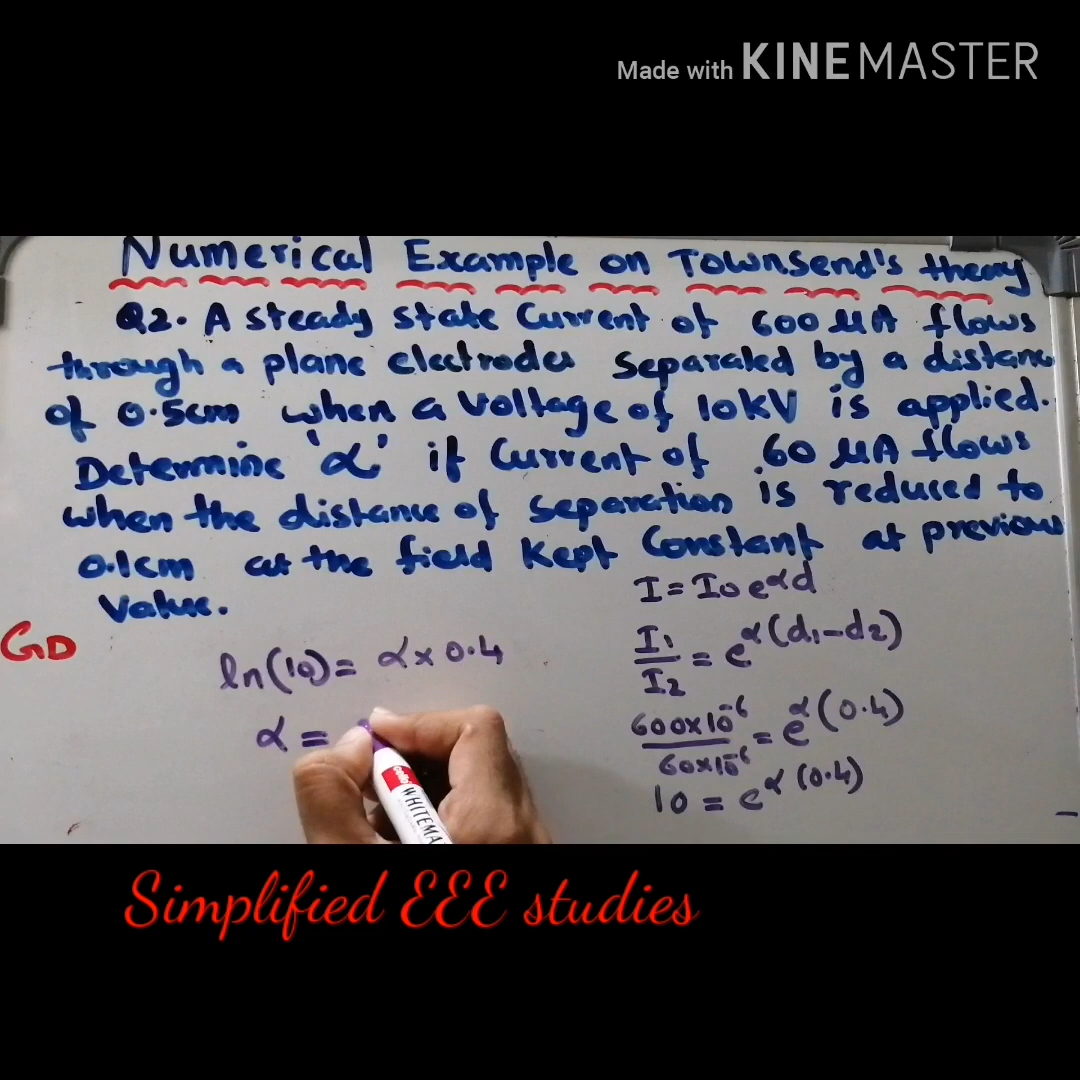 Made with KINEMASTER
Numerical Example on Townsend's theory
Q2. A steady state Current of 600 μA flows
through a plane electrodes separated by a distance
of 0.5cm when a Voltage of 10kV is applied.
Determine 'α' if Current of 60 μA flows
when the distance of separation is reduced to
0.1cm at the field Kept Constant at previous
Value.
I = I0 e^αd
GD
ln(10) = α × 0.4
I1/I2 = e^α(d1-d2)
α =
600×10^-6/60×10^-6 = e^α(0.4)
10 = e^α(0.4)
WHITEMA
Simplified EEE studies